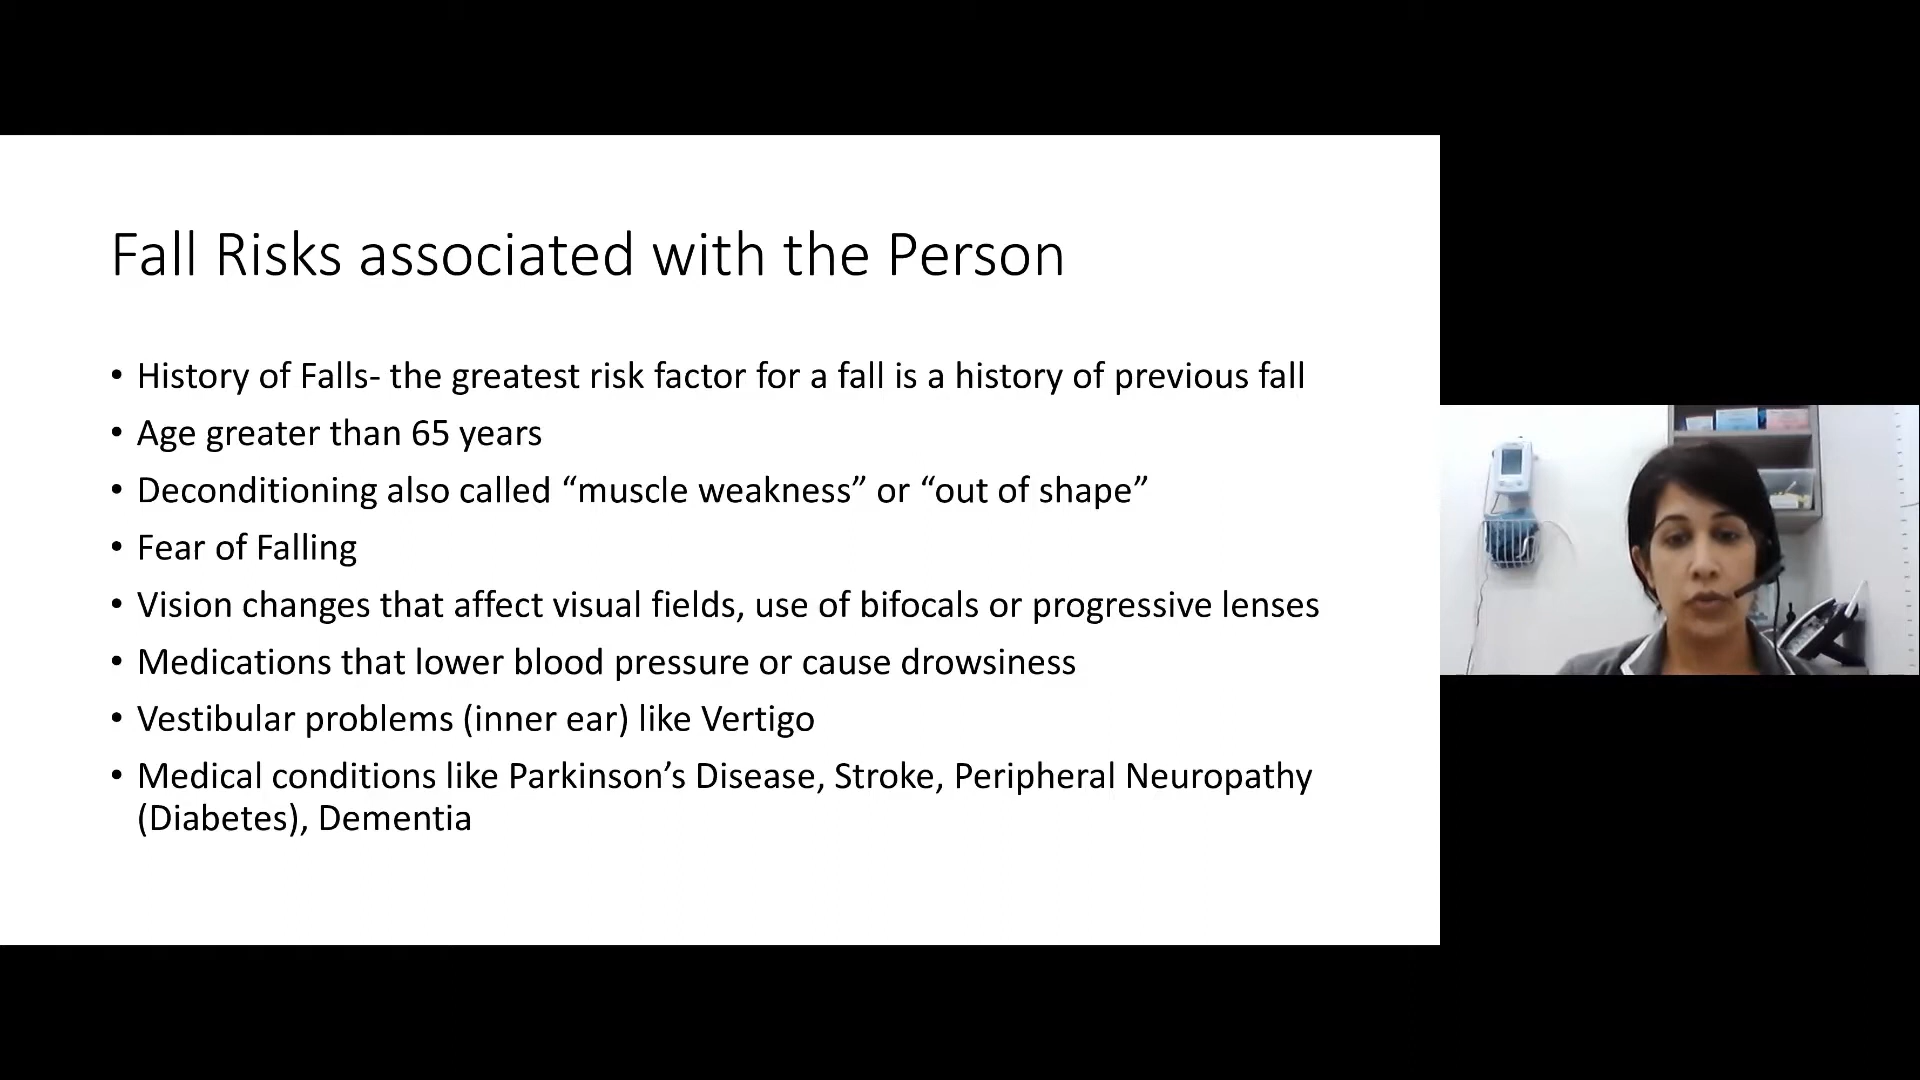 Fall Risks associated with the Person
• History of Falls- the greatest risk factor for a fall is a history of previous fall
• Age greater than 65 years
• Deconditioning also called “muscle weakness” or “out of shape”
• Fear of Falling
• Vision changes that affect visual fields, use of bifocals or progressive lenses
• Medications that lower blood pressure or cause drowsiness
• Vestibular problems (inner ear) like Vertigo
• Medical conditions like Parkinson’s Disease, Stroke, Peripheral Neuropathy
(Diabetes), Dementia